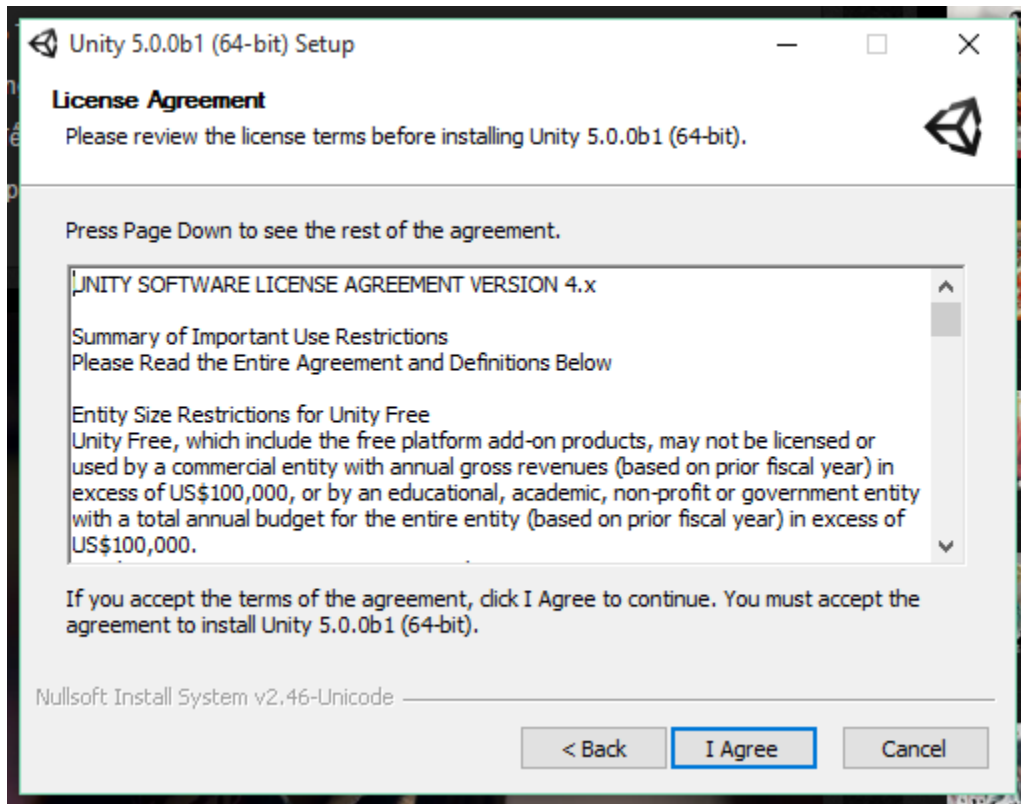 Unity 5.0.0b1 (64-bit) Setup
License Agreement
Please review the license terms before installing Unity 5.0.0b1 (64-bit).
Press Page Down to see the rest of the agreement.
UNITY SOFTWARE LICENSE AGREEMENT VERSION 4.x
Summary of Important Use Restrictions
Please Read the Entire Agreement and Definitions Below
Entity Size Restrictions for Unity Free
Unity Free, which include the free platform add-on products, may not be licensed or
used by a commercial entity with annual gross revenues (based on prior fiscal year) in
excess of US$100,000, or by an educational, academic, non-profit or government entity
with a total annual budget for the entire entity (based on prior fiscal year) in excess of
US$100,000.
If you accept the terms of the agreement, click I Agree to continue. You must accept the
agreement to install Unity 5.0.0b1 (64-bit).
Nullsoft Install System v2.46-Unicode
< Back
I Agree
Cancel